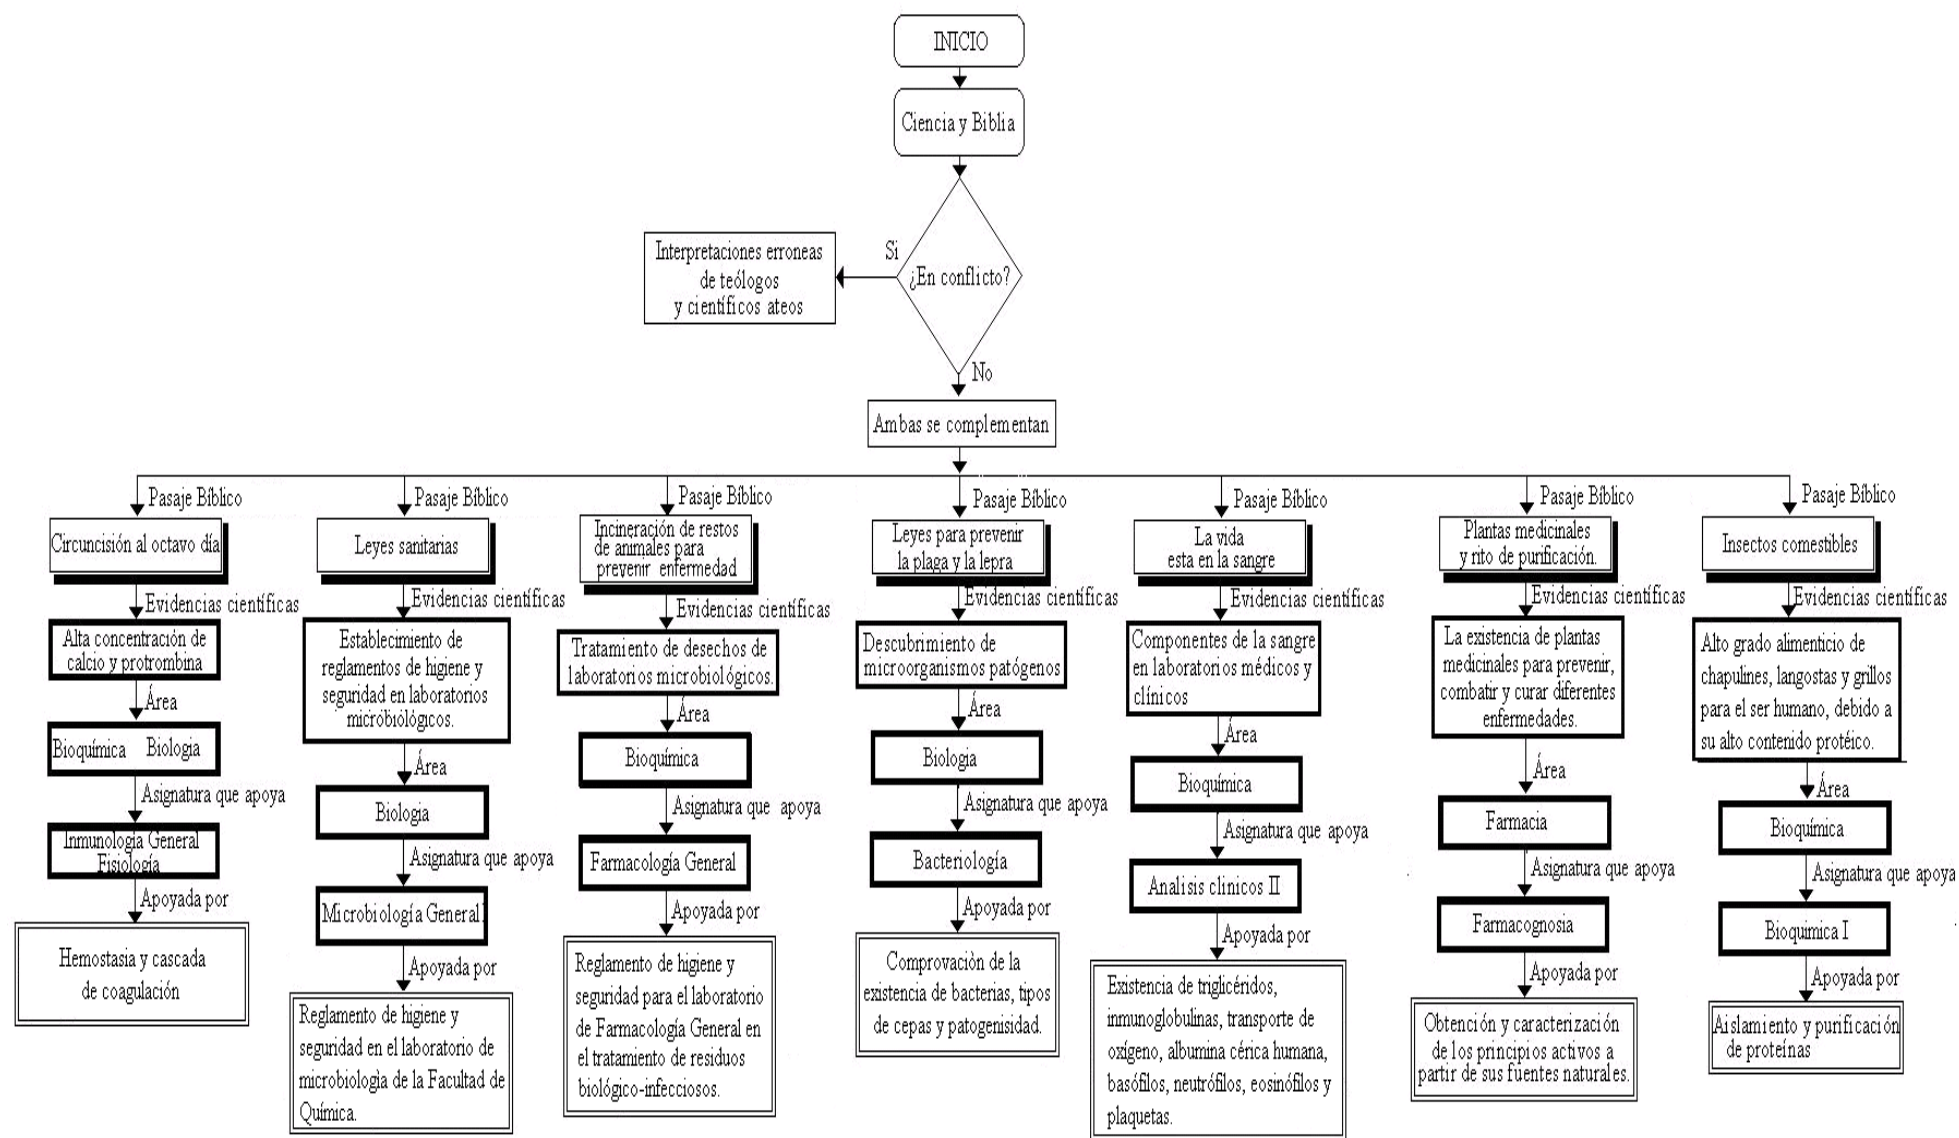 INICIO
Ciencia y Biblia
Si
¿En conflicto?
Interpretaciones erroneas
de teólogos
y científicos ateos
No
Ambas se complementan
Pasaje Bíblico
Circuncisión al octavo día
Evidencias científicas
Alta concentración de
calcio y protrombina
Área
Bioquímica Biologia
Asignatura que apoya
Inmunología General
Fisiología
Apoyada por
Hemostasia y cascada
de coagulación
Pasaje Bíblico
Leyes sanitarias
Evidencias científicas
Establecimiento de
reglamentos de higiene y
seguridad en laboratorios
microbiológicos.
Área
Biologia
Asignatura que apoya
Microbiología General
Apoyada por
Reglamento de higiene y
seguridad en el laboratorio de
microbiologìa de la Facultad de
Química.
Pasaje Bíblico
Incineración de restos
de animales para
prevenir enfermedad
Evidencias científicas
Tratamiento de desechos de
laboratorios microbiológicos.
Área
Bioquímica
Asignatura que apoya
Farmacología General
Apoyada por
Reglamento de higiene y
seguridad para el laboratorio
de Farmacología General en
el tratamiento de residuos
biológico-infecciosos.
Pasaje Bíblico
Leyes para prevenir
la plaga y la lepra
Evidencias científicas
Descubrimiento de
microorganismos patógenos
Área
Biologia
Asignatura que apoya
Bacteriología
Apoyada por
Comprovaciòn de la
existencia de bacterias, tipos
de cepas y patogenisidad.
Pasaje Bíblico
La vida
esta en la sangre
Evidencias científicas
Componentes de la sangre
en laboratorios médicos y
clínicos
Área
Bioquímica
Asignatura que apoya
Analisis clinicos II
Apoyada por
Existencia de triglicéridos,
inmunoglobulinas, transporte de
oxígeno, albumina cérica humana,
basófilos, neutrófilos, eosinófilos y
plaquetas.
Pasaje Bíblico
Plantas medicinales
y rito de purificación.
Evidencias científicas
La existencia de plantas
medicinales para prevenir,
combatir y curar diferentes
enfermedades.
Área
Farmacia
Asignatura que apoya
Farmacognosia
Apoyada por
Obtención y caracterización
de los principios activos a
partir de sus fuentes naturales.
Pasaje Bíblico
Insectos comestibles
Evidencias científicas
Alto grado alimenticio de
chapulines, langostas y grillos
para el ser humano, debido a
su alto contenido protéico.
Área
Bioquímica
Asignatura que apoya
Bioquimica I
Apoyada por
Aislamiento y purificación
de proteínas